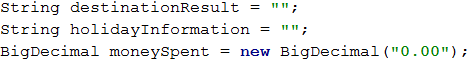 String destinationResult = "";
String holidayInformation = "";
BigDecimal moneySpent = new BigDecimal("0.00");